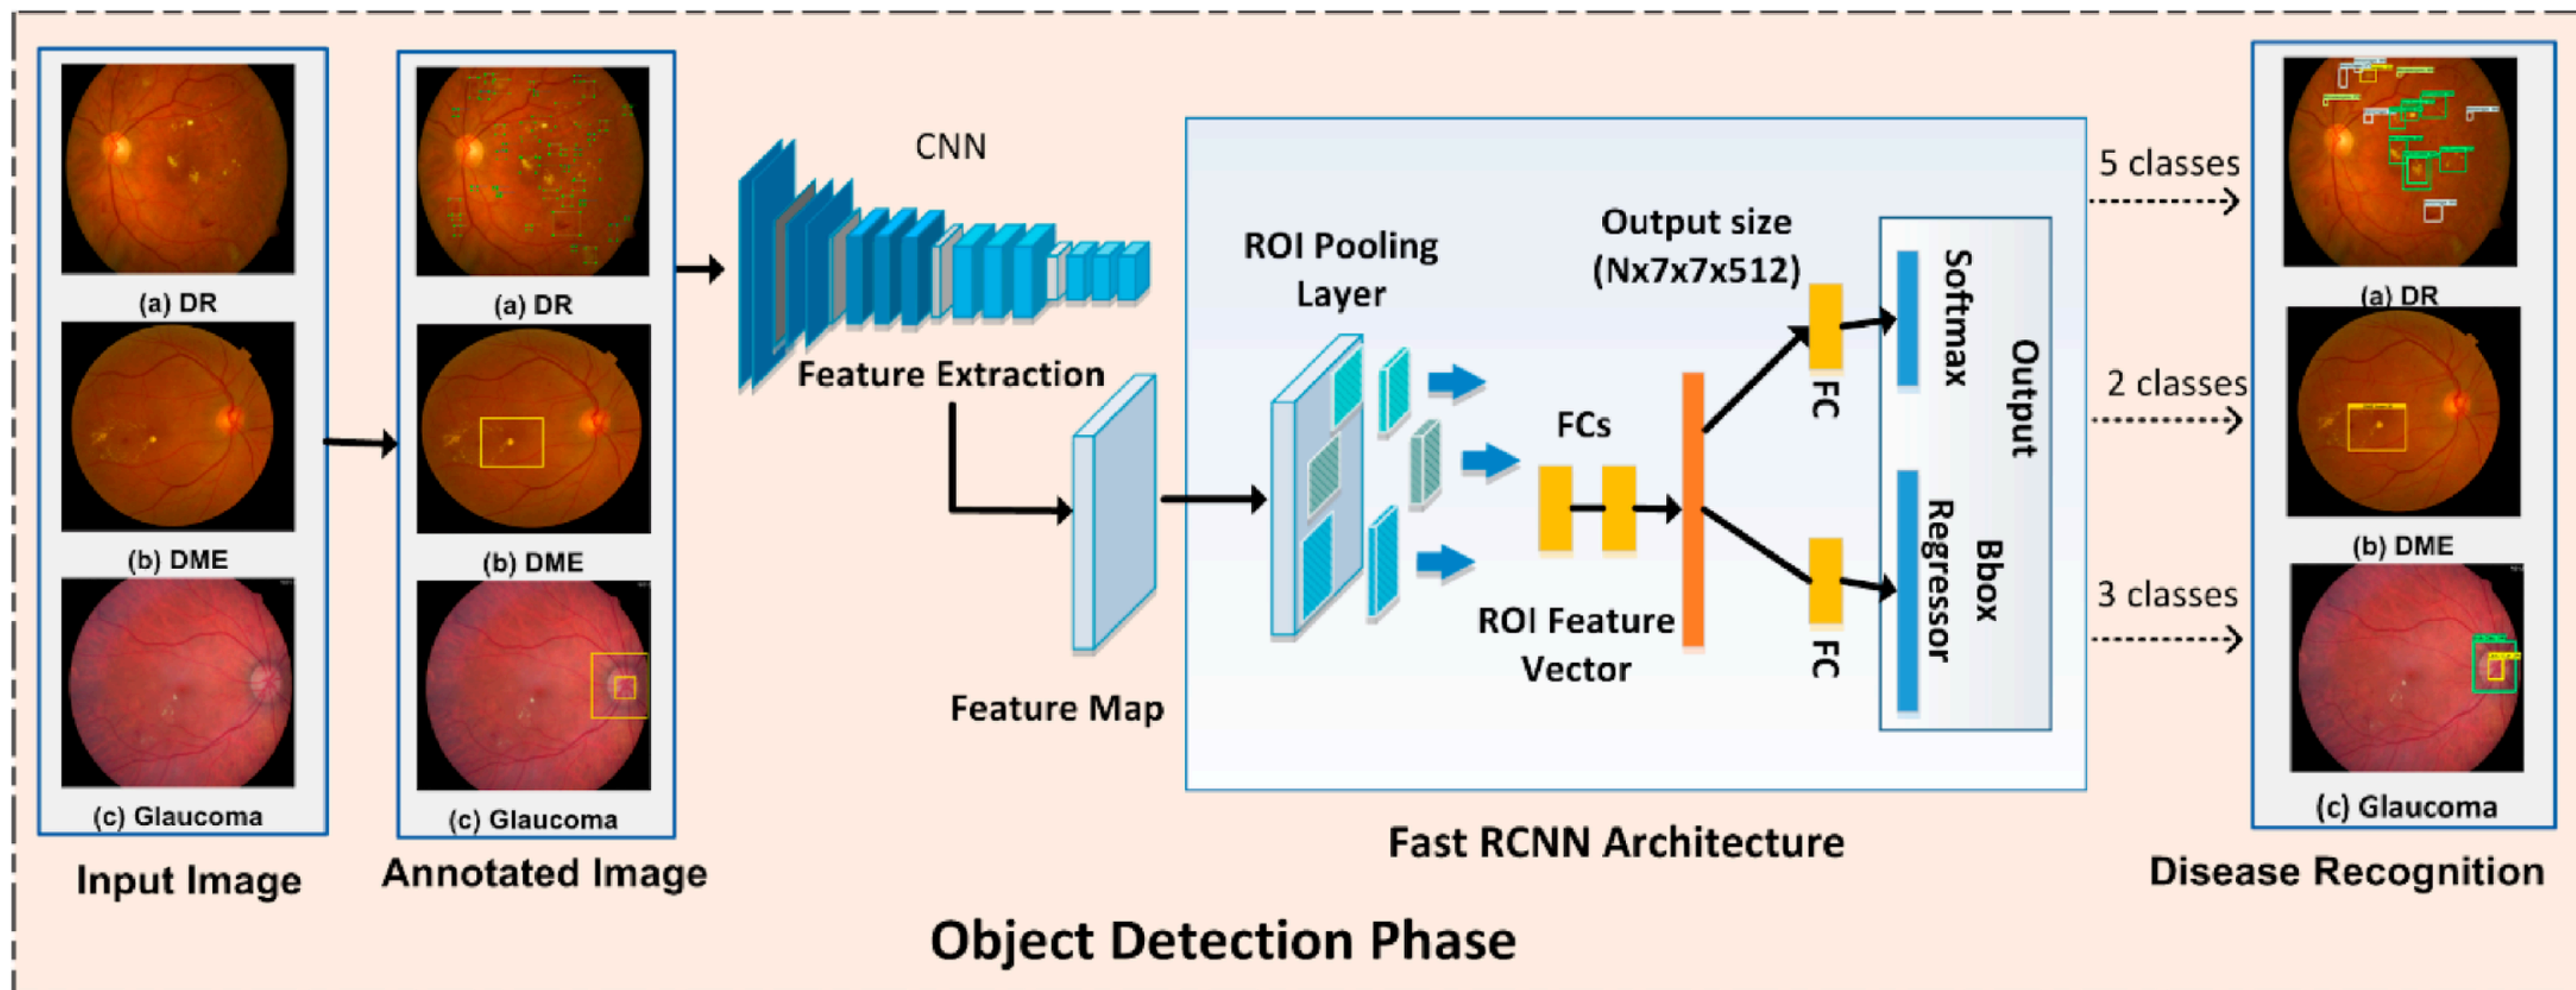 (a) DR
(b) DME
(c) Glaucoma
Input Image
(a) DR
(b) DME
(c) Glaucoma
Annotated Image
CNN
Feature Extraction
Feature Map
ROI Pooling
Layer
FCs
ROI Feature
Vector
Output size
(Nx7x7x512)
FC
FC
Softmax
Output
Bbox
Regressor
Fast RCNN Architecture
5 classes
2 classes
3 classes
(a) DR
(b) DME
(c) Glaucoma
Disease Recognition
Object Detection Phase